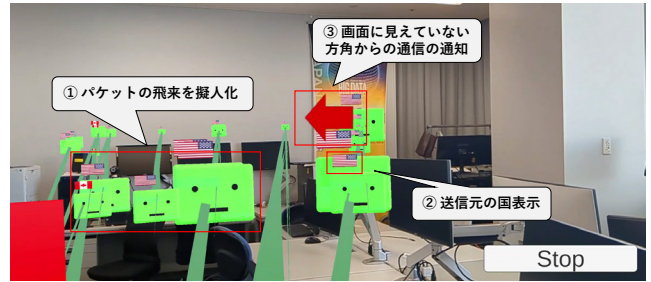 ③ 画面に見えていない
方角からの通信の通知
① パケットの飛来を擬人化
BIG DATA
② 送信元の国表示
Stop